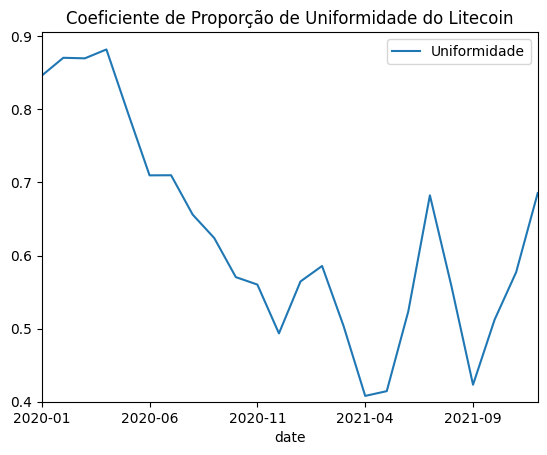 Coeficiente de Proporção de Uniformidade do Litecoin
Uniformidade
0.9
0.8
0.7
0.6
0.5
0.4
2020-01 2020-06 2020-11 2021-04 2021-09
date